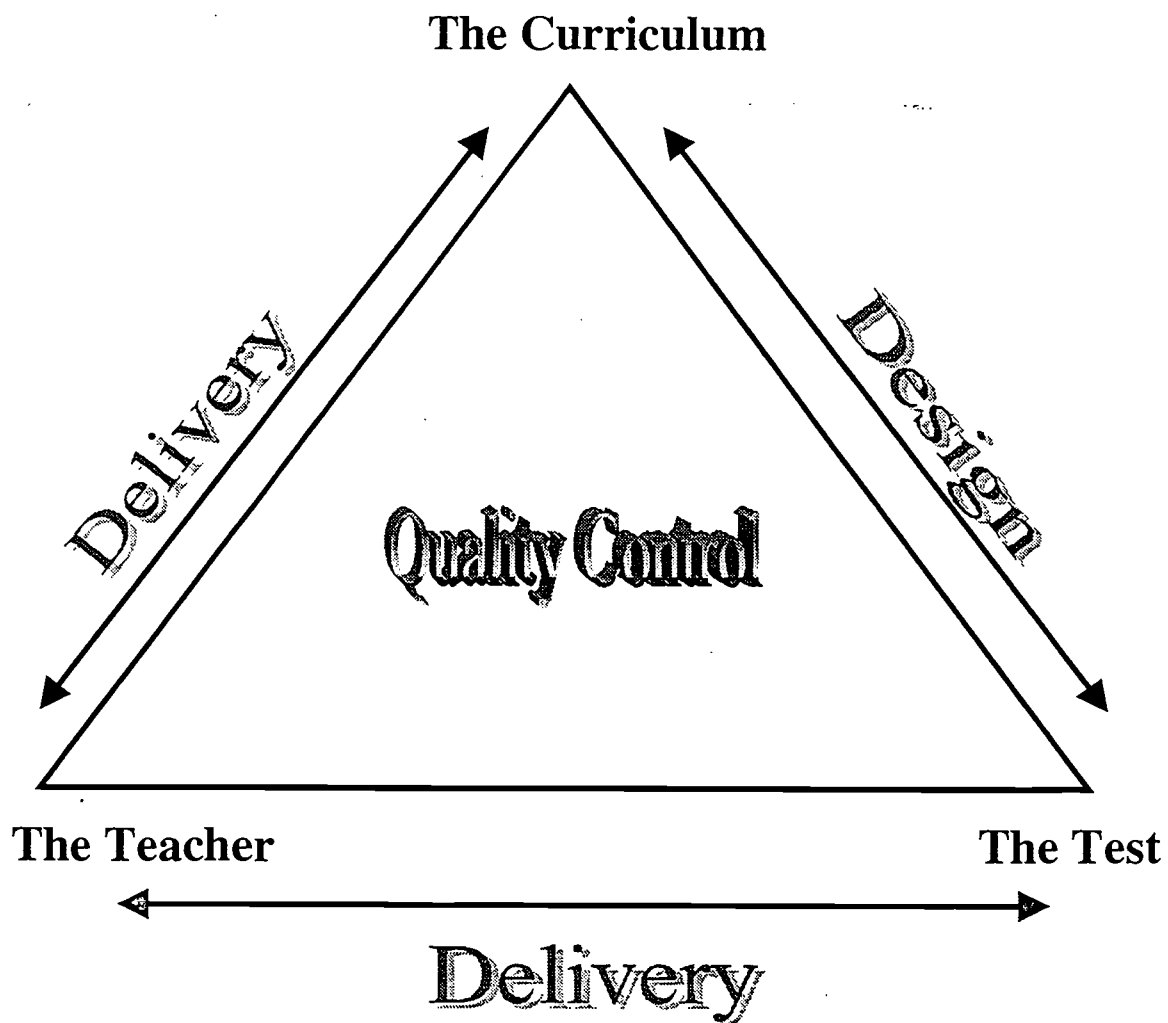 The Curriculum
Delivery
Design
Quality Control
The Teacher
The Test
Delivery